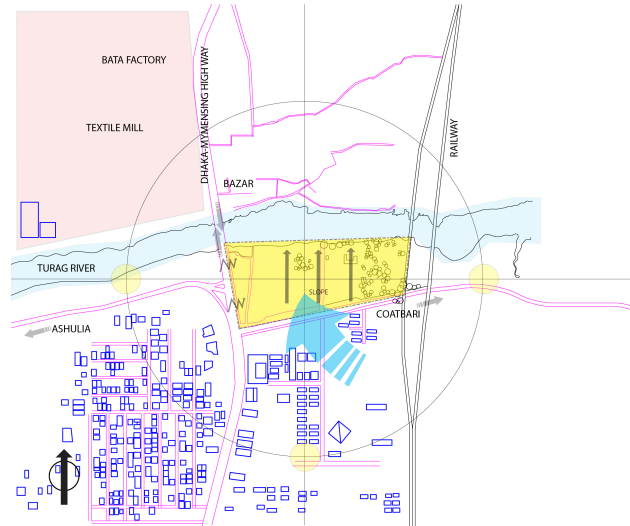 BATA FACTORY
TEXTILE MILL
DHAKA-MYMENSING HIGH WAY
RAILWAY
BAZAR
TURAG RIVER
SLOPE
COATBARI
ASHULIA